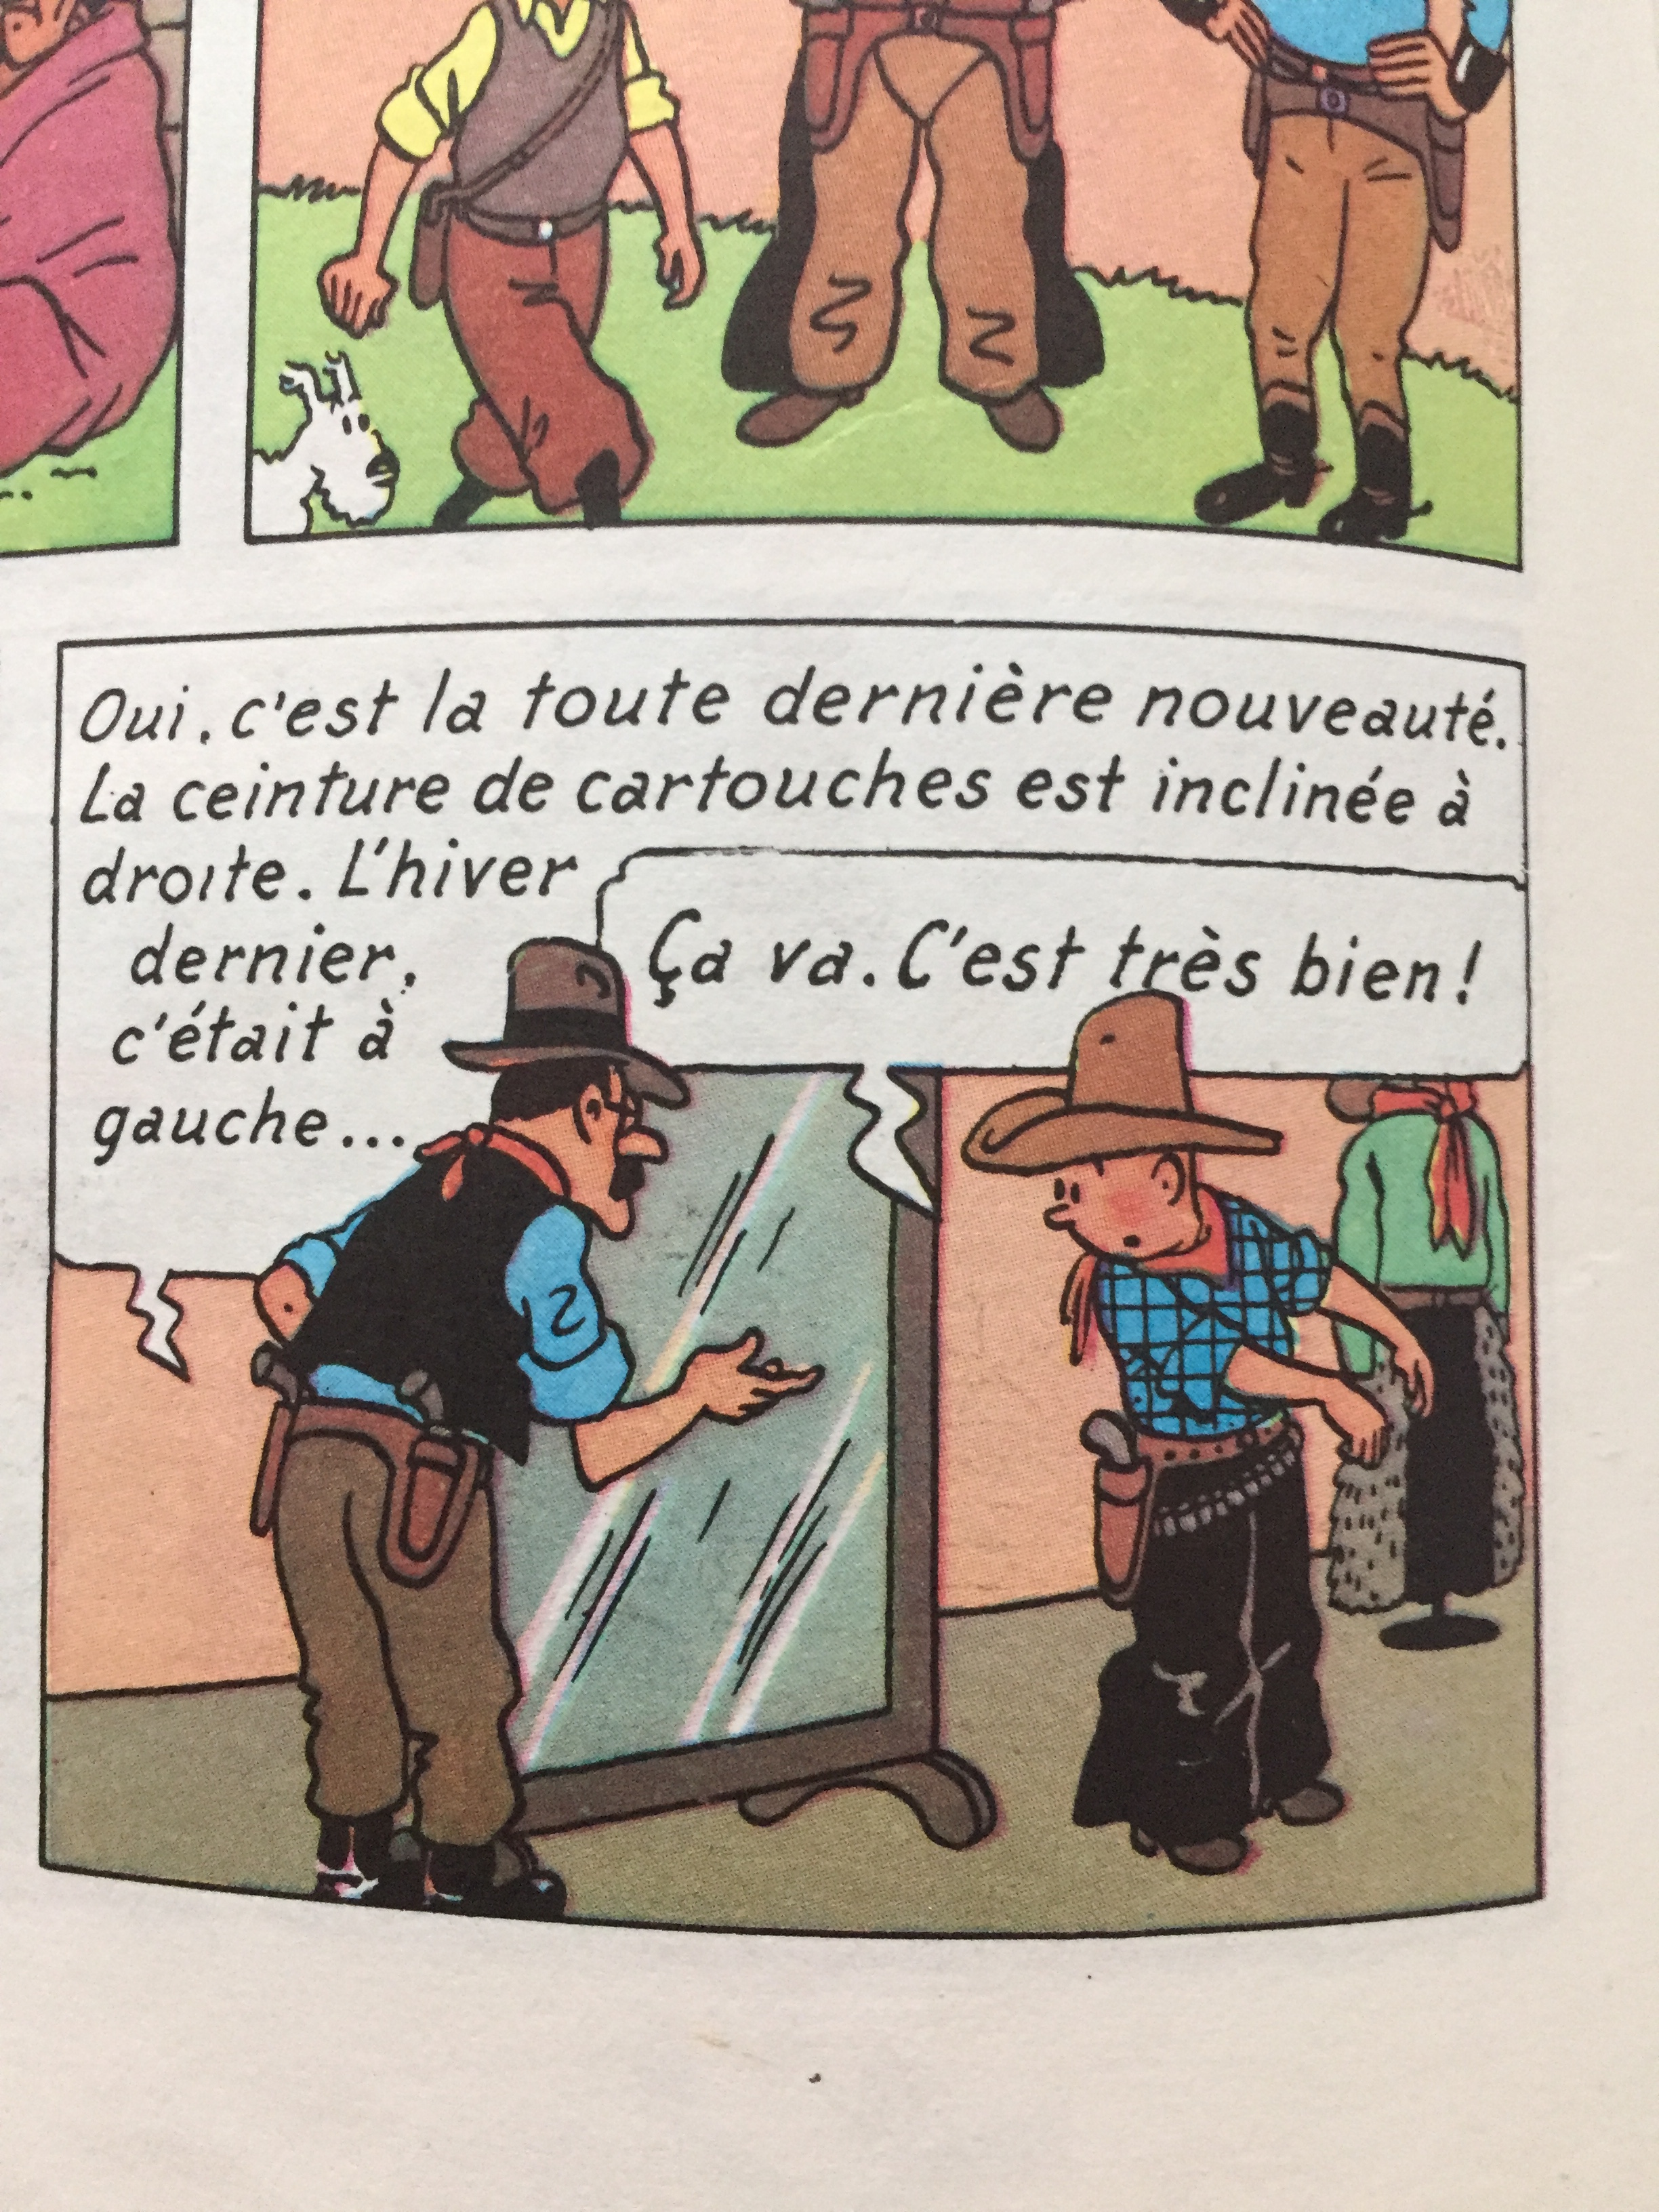 Oui, c'est la toute dernière nouveauté.
La ceinture de cartouches est inclinée à
droite. L'hiver
dernier,
c'était à
gauche...
Ça va. C'est très bien!